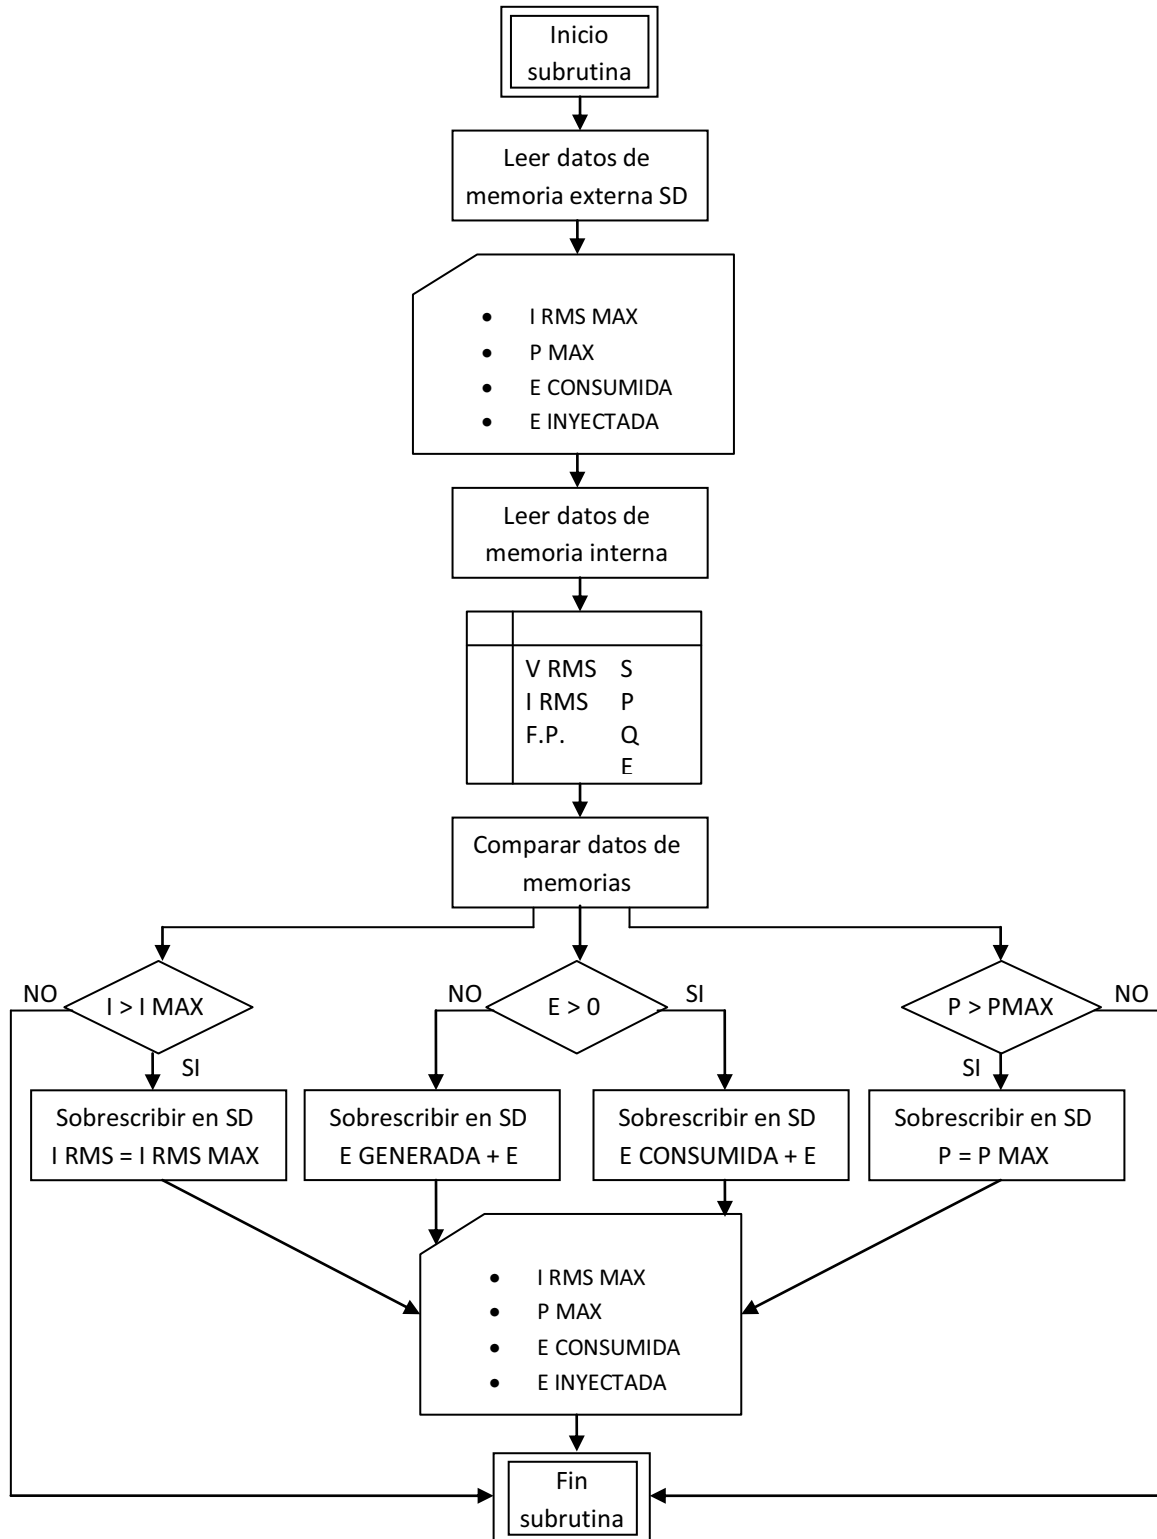 Inicio
subrutina
Leer datos de
memoria externa SD
• I RMS MAX
• P MAX
• E CONSUMIDA
• E INYECTADA
Leer datos de
memoria interna
V RMS S
I RMS P
F.P. Q
E
Comparar datos de
memorias
NO I > I MAX NO E > 0 SI P > PMAX NO
SI SI
Sobrescribir en SD
I RMS = I RMS MAX
Sobrescribir en SD
E GENERADA + E
Sobrescribir en SD
E CONSUMIDA + E
Sobrescribir en SD
P = P MAX
• I RMS MAX
• P MAX
• E CONSUMIDA
• E INYECTADA
Fin
subrutina